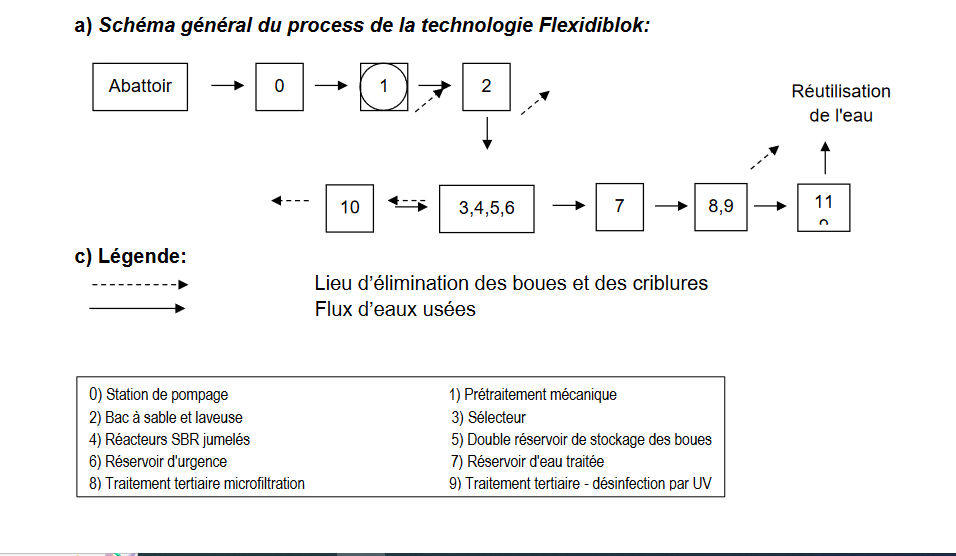 a) Schéma général du process de la technologie Flexidiblok:
Abattoir
0
1
2
Réutilisation
de l'eau
10
3,4,5,6
7
8,9
11
c) Légende:
Lieu d’élimination des boues et des criblures
Flux d’eaux usées
0) Station de pompage
1) Prétraitement mécanique
2) Bac à sable et laveuse
3) Sélecteur
4) Réacteurs SBR jumelés
5) Double réservoir de stockage des boues
6) Réservoir d'urgence
7) Réservoir d'eau traitée
8) Traitement tertiaire microfiltration
9) Traitement tertiaire - désinfection par UV